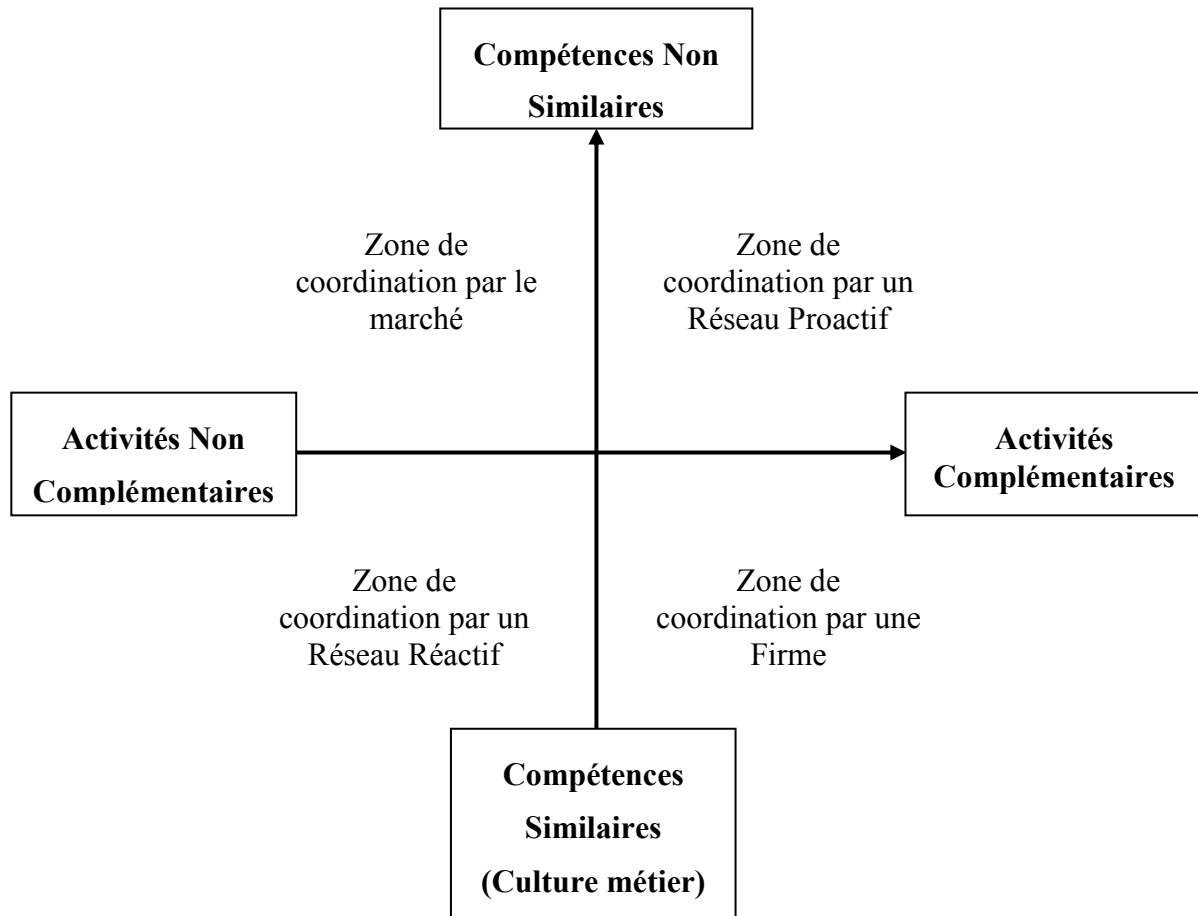 Compétences Non
Similaires
Zone de
coordination par le
marché
Zone de
coordination par un
Réseau Proactif
Activités Non
Complémentaires
Activités
Complémentaires
Zone de
coordination par un
Réseau Réactif
Zone de
coordination par une
Firme
Compétences
Similaires
(Culture métier)